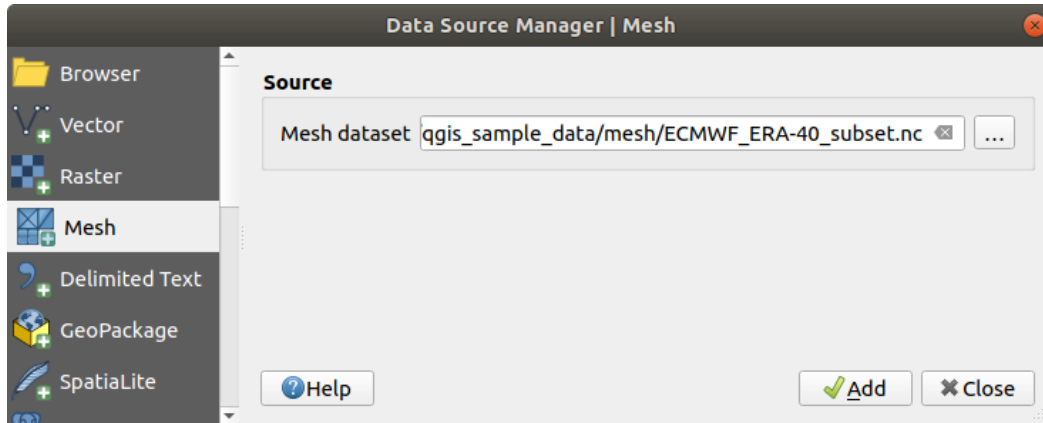 Data Source Manager | Mesh
Browser
Vector
Raster
Mesh
Delimited Text
GeoPackage
SpatiaLite
Source
Mesh dataset qgis_sample_data/mesh/ECMWF_ERA-40_subset.nc ...
Help
Add
Close